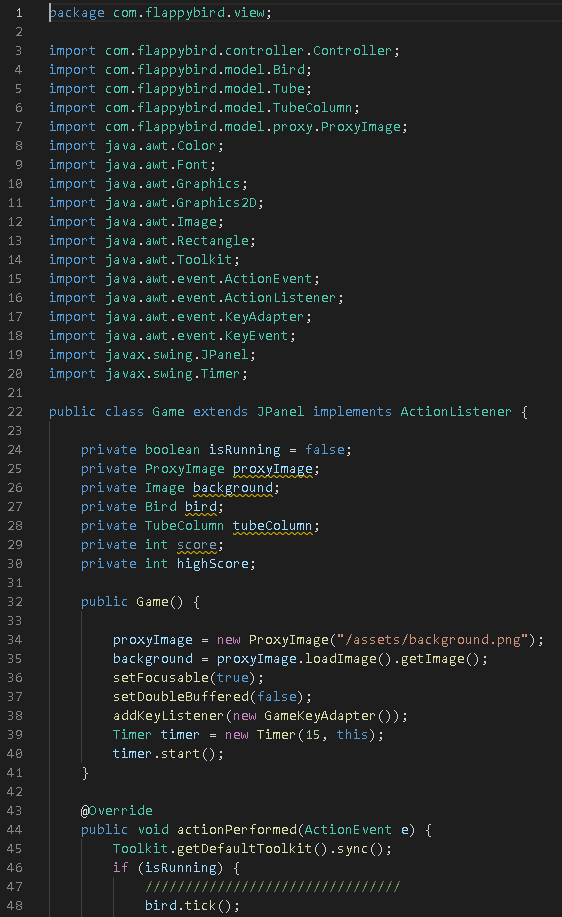 1 package com.flappybird.view;
2
3 import com.flappybird.controller.Controller;
4 import com.flappybird.model.Bird;
5 import com.flappybird.model.Tube;
6 import com.flappybird.model.TubeColumn;
7 import com.flappybird.model.proxy.ProxyImage;
8 import java.awt.Color;
9 import java.awt.Font;
10 import java.awt.Graphics;
11 import java.awt.Graphics2D;
12 import java.awt.Image;
13 import java.awt.Rectangle;
14 import java.awt.Toolkit;
15 import java.awt.event.ActionEvent;
16 import java.awt.event.ActionListener;
17 import java.awt.event.KeyAdapter;
18 import java.awt.event.KeyEvent;
19 import javax.swing.JPanel;
20 import javax.swing.Timer;
21
22 public class Game extends JPanel implements ActionListener {
23
24     private boolean isRunning = false;
25     private ProxyImage proxyImage;
26     private Image background;
27     private Bird bird;
28     private TubeColumn tubeColumn;
29     private int score;
30     private int highScore;
31
32     public Game() {
33
34         proxyImage = new ProxyImage("/assets/background.png");
35         background = proxyImage.loadImage().getImage();
36         setFocusable(true);
37         setDoubleBuffered(false);
38         addKeyListener(new GameKeyAdapter());
39         Timer timer = new Timer(15, this);
40         timer.start();
41     }
42
43     @Override
44     public void actionPerformed(ActionEvent e) {
45         Toolkit.getDefaultToolkit().sync();
46         if (isRunning) {
47             ////////////////////////////////
48             bird.tick();